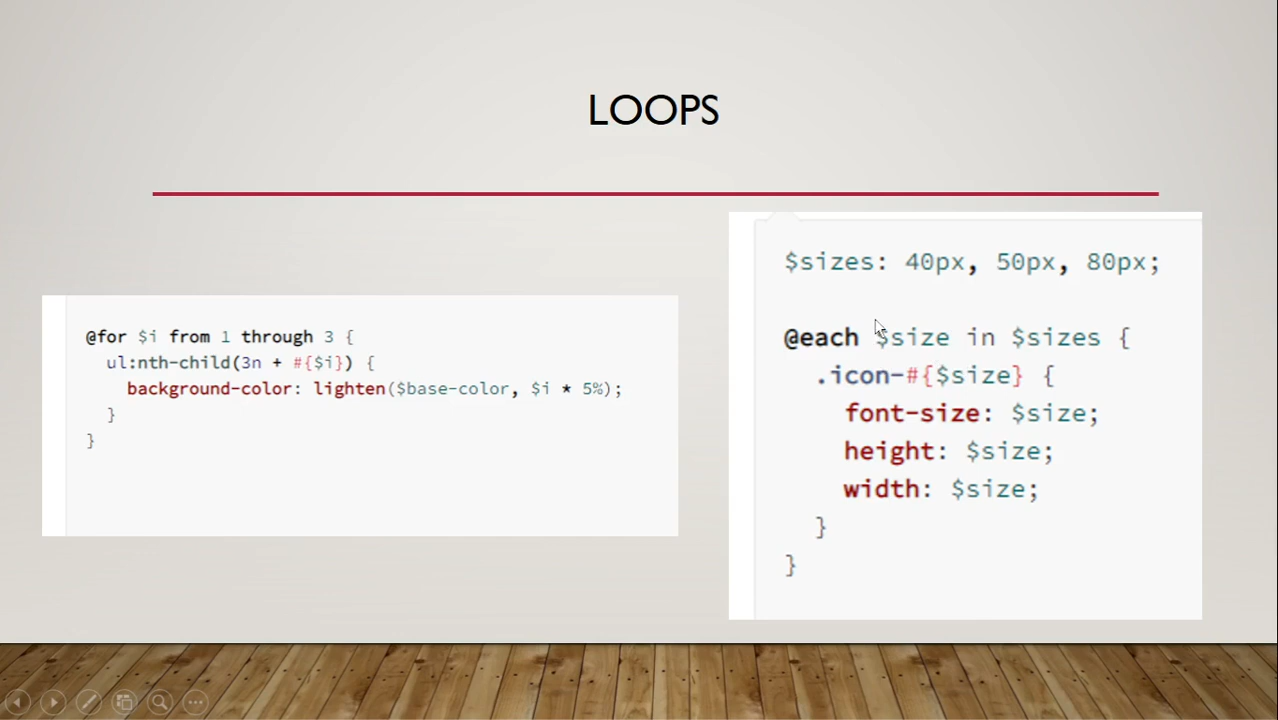 LOOPS
@for $i from 1 through 3 {
ul:nth-child(3n + #{$i}) {
background-color: lighten($base-color, $i * 5%);
}
}
$sizes: 40px, 50px, 80px;
@each $size in $sizes {
.icon-#{$size} {
font-size: $size;
height: $size;
width: $size;
}
}